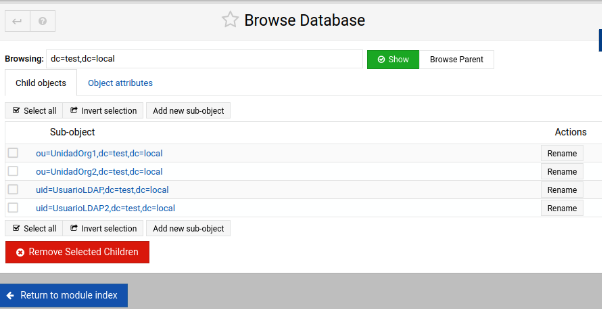 Browse Database
Browsing: dc=test,dc=local Show Browse Parent
Child objects Object attributes
Select all Invert selection Add new sub-object
Sub-object Actions
ou=UnidadOrg1,dc=test,dc=local Rename
ou=UnidadOrg2,dc=test,dc=local Rename
uid=UsuarioLDAP,dc=test,dc=local Rename
uid=UsuarioLDAP2,dc=test,dc=local Rename
Select all Invert selection Add new sub-object
Remove Selected Children
Return to module index